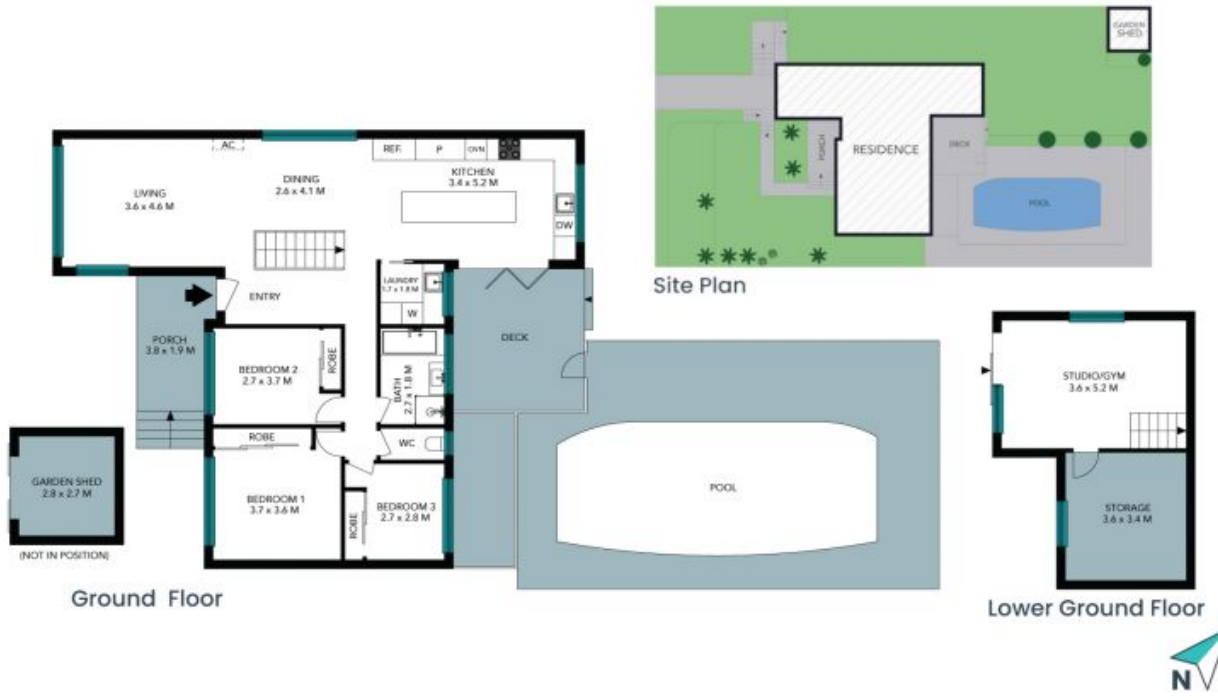 GARDEN
SHED
PORCH
RESIDENCE
DECK
POOL
Site Plan
AC
REF.
P
OVN
KITCHEN
3.4 x 5.2 M
DINING
2.6 x 4.1 M
LIVING
3.6 x 4.6 M
DW
LAUNDRY
1.7 x 1.8 M
W
ENTRY
PORCH
3.8 x 1.9 M
DECK
BEDROOM 2
2.7 x 3.7 M
ROBE
BATH
2.7 x 1.8 M
ROBE
WC
BEDROOM 1
3.7 x 3.6 M
ROBE
BEDROOM 3
2.7 x 2.8 M
POOL
GARDEN SHED
2.8 x 2.7 M
(NOT IN POSITION)
Ground Floor
STUDIO/GYM
3.6 x 5.2 M
STORAGE
3.6 x 3.4 M
Lower Ground Floor
N